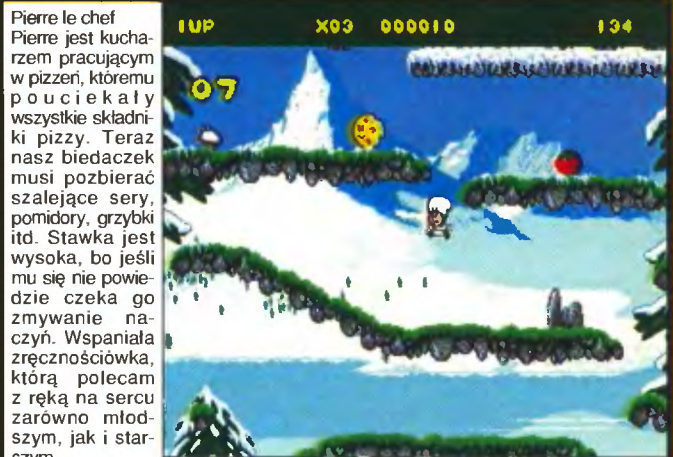 Pierre le chef
Pierre jest kucha-
rzem pracującym
w pizzeri, któremu
pouciekały
wszystkie składni-
ki pizzy. Teraz
nasz biedaczek
musi pozbierać
szalejące sery,
pomidory, grzybki
itd. Stawka jest
wysoka, bo jeśli
mu się nie powie-
dzie czeka go
zmywanie na-
czyń. Wspaniała
zręcznościówka,
którą polecam
z ręką na sercu
zarówno młod-
szym, jak i star-
szym
1UP X03 000010 134
07